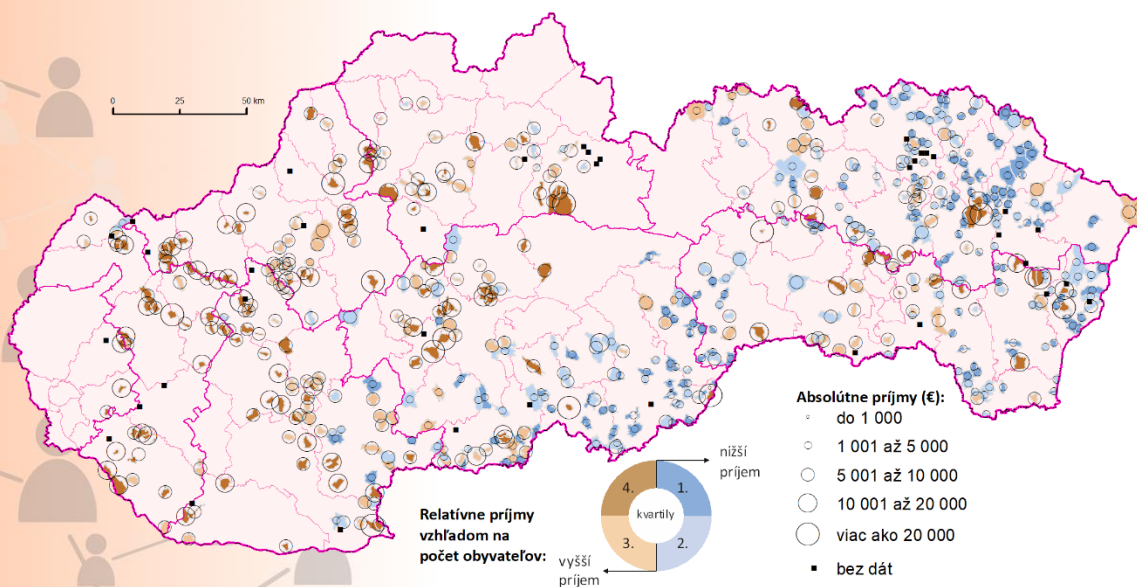 0 25 50 km
Absolútne príjmy (€):
do 1 000
1 001 až 5 000
5 001 až 10 000
10 001 až 20 000
viac ako 20 000
bez dát
Relatívne príjmy
vzhľadom na
počet obyvateľov:
nižší
príjem
4.
1.
kvartily
3.
2.
vyšší
príjem